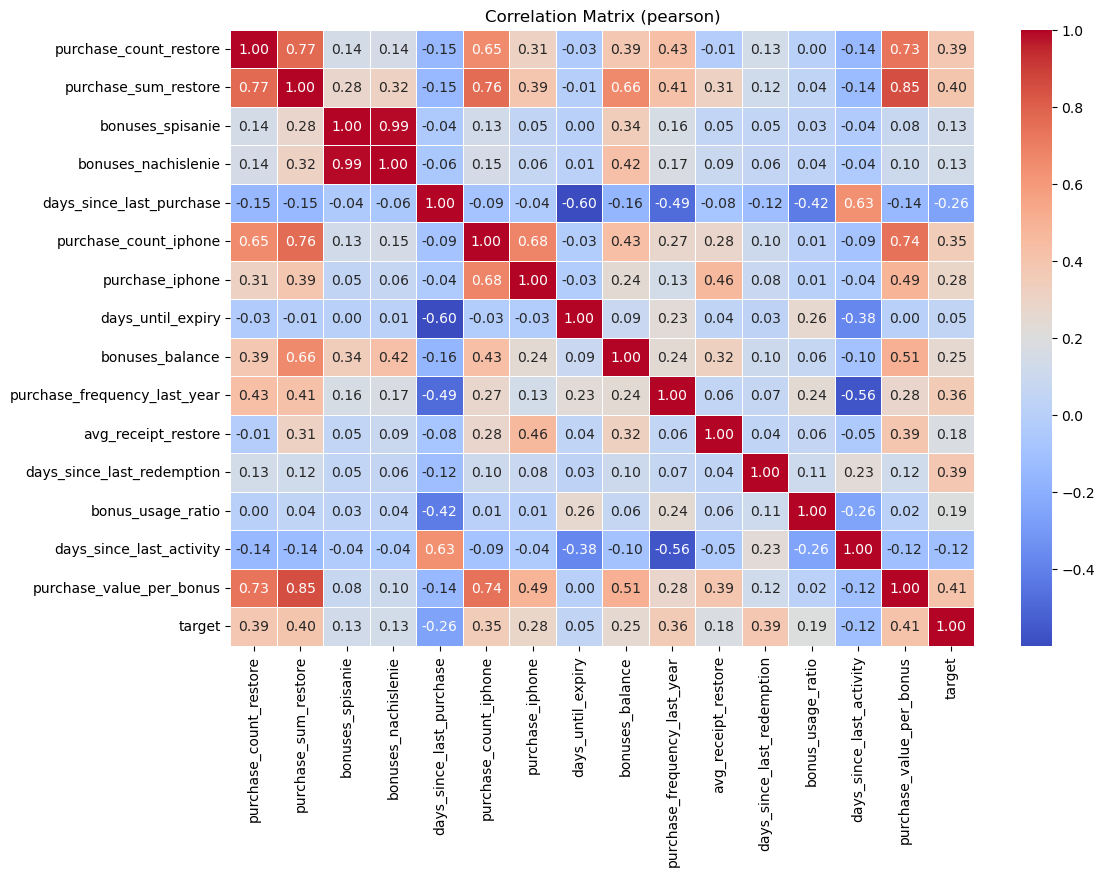 Correlation Matrix (pearson)
purchase_count_restore 1.00 0.77 0.14 0.14 -0.15 0.65 0.31 -0.03 0.39 0.43 -0.01 0.13 0.00 -0.14 0.73 0.39
purchase_sum_restore 0.77 1.00 0.28 0.32 -0.15 0.76 0.39 -0.01 0.66 0.41 0.31 0.12 0.04 -0.14 0.85 0.40
bonuses_spisanie 0.14 0.28 1.00 0.99 -0.04 0.13 0.05 0.00 0.34 0.16 0.05 0.05 0.03 -0.04 0.08 0.13
bonuses_nachislenie 0.14 0.32 0.99 1.00 -0.06 0.15 0.06 0.01 0.42 0.17 0.09 0.06 0.04 -0.04 0.10 0.13
days_since_last_purchase -0.15 -0.15 -0.04 -0.06 1.00 -0.09 -0.04 -0.60 -0.16 -0.49 -0.08 -0.12 -0.42 0.63 -0.14 -0.26
purchase_count_iphone 0.65 0.76 0.13 0.15 -0.09 1.00 0.68 -0.03 0.43 0.27 0.28 0.10 0.01 -0.09 0.74 0.35
purchase_iphone 0.31 0.39 0.05 0.06 -0.04 0.68 1.00 -0.03 0.24 0.13 0.46 0.08 0.01 -0.04 0.49 0.28
days_until_expiry -0.03 -0.01 0.00 0.01 -0.60 -0.03 -0.03 1.00 0.09 0.23 0.04 0.03 0.26 -0.38 0.00 0.05
bonuses_balance 0.39 0.66 0.34 0.42 -0.16 0.43 0.24 0.09 1.00 0.24 0.32 0.10 0.06 -0.10 0.51 0.25
purchase_frequency_last_year 0.43 0.41 0.16 0.17 -0.49 0.27 0.13 0.23 0.24 1.00 0.06 0.07 0.24 -0.56 0.28 0.36
avg_receipt_restore -0.01 0.31 0.05 0.09 -0.08 0.28 0.46 0.04 0.32 0.06 1.00 0.04 0.06 -0.05 0.39 0.18
days_since_last_redemption 0.13 0.12 0.05 0.06 -0.12 0.10 0.08 0.03 0.10 0.07 0.04 1.00 0.11 0.23 0.12 0.39
bonus_usage_ratio 0.00 0.04 0.03 0.04 -0.42 0.01 0.01 0.26 0.06 0.24 0.06 0.11 1.00 -0.26 0.02 0.19
days_since_last_activity -0.14 -0.14 -0.04 -0.04 0.63 -0.09 -0.04 -0.38 -0.10 -0.56 -0.05 0.23 -0.26 1.00 -0.12 -0.12
purchase_value_per_bonus 0.73 0.85 0.08 0.10 -0.14 0.74 0.49 0.00 0.51 0.28 0.39 0.12 0.02 -0.12 1.00 0.41
target 0.39 0.40 0.13 0.13 -0.26 0.35 0.28 0.05 0.25 0.36 0.18 0.39 0.19 -0.12 0.41 1.00
purchase_count_restore
purchase_sum_restore
bonuses_spisanie
bonuses_nachislenie
days_since_last_purchase
purchase_count_iphone
purchase_iphone
days_until_expiry
bonuses_balance
purchase_frequency_last_year
avg_receipt_restore
days_since_last_redemption
bonus_usage_ratio
days_since_last_activity
purchase_value_per_bonus
target
1.0
0.8
0.6
0.4
0.2
0.0
−0.2
−0.4